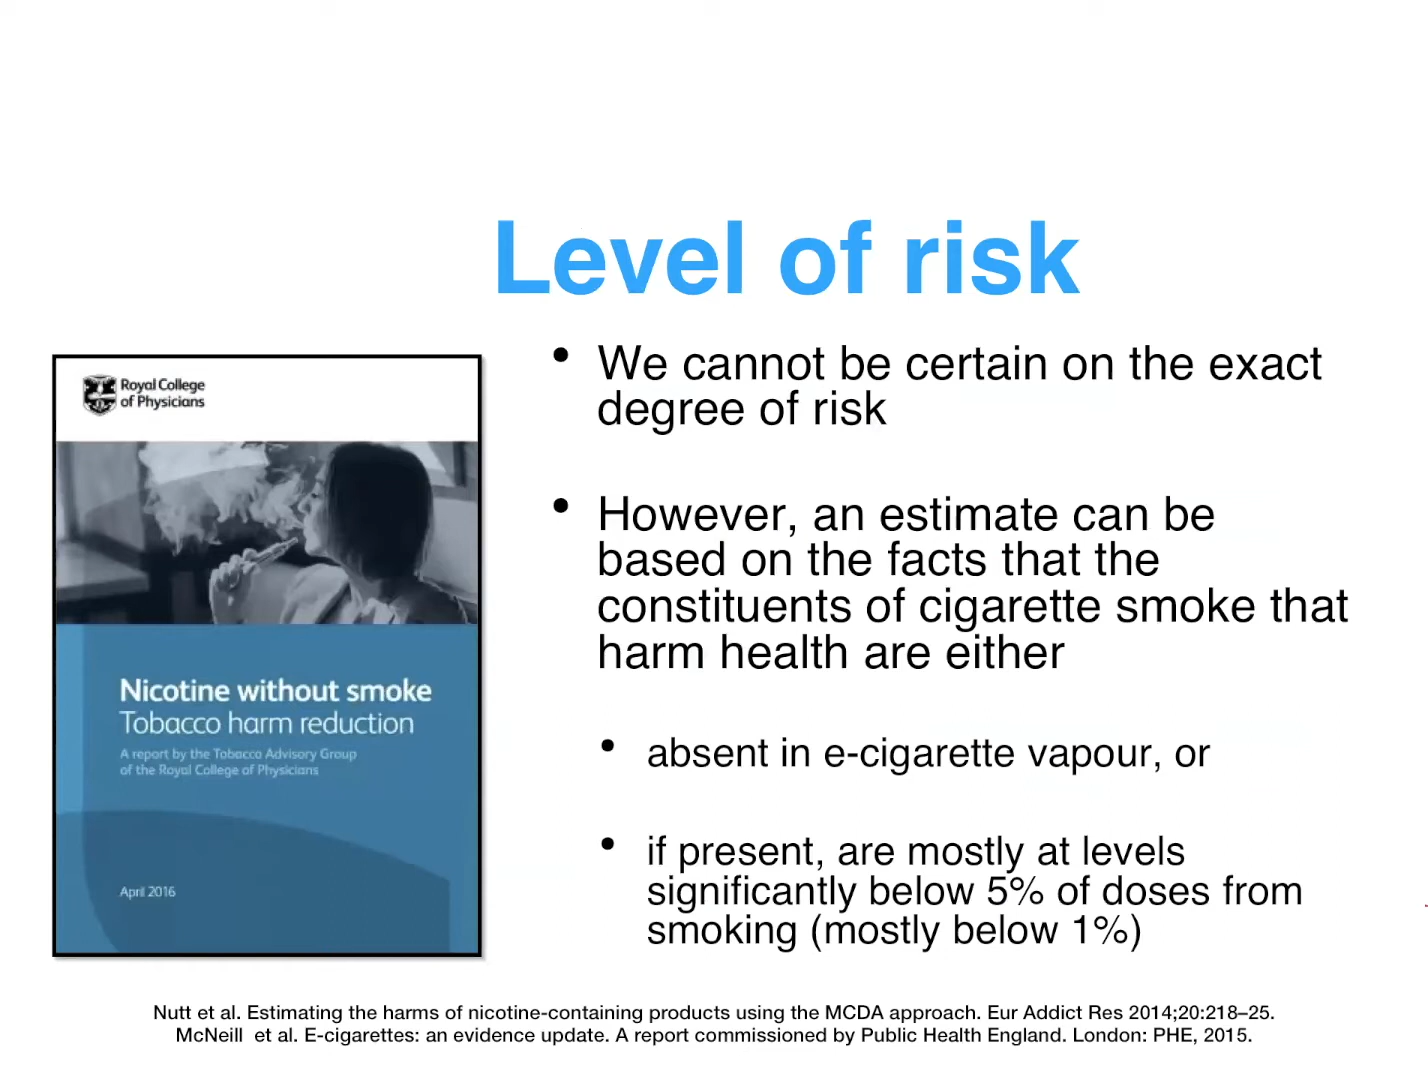 Level of risk
Royal College
of Physicians
Nicotine without smoke
Tobacco harm reduction
A report by the Tobacco Advisory Group
of the Royal College of Physicians
April 2016
• We cannot be certain on the exact
degree of risk
• However, an estimate can be
based on the facts that the
constituents of cigarette smoke that
harm health are either
• absent in e-cigarette vapour, or
• if present, are mostly at levels
significantly below 5% of doses from
smoking (mostly below 1%)
Nutt et al. Estimating the harms of nicotine-containing products using the MCDA approach. Eur Addict Res 2014;20:218–25.
McNeill et al. E-cigarettes: an evidence update. A report commissioned by Public Health England. London: PHE, 2015.